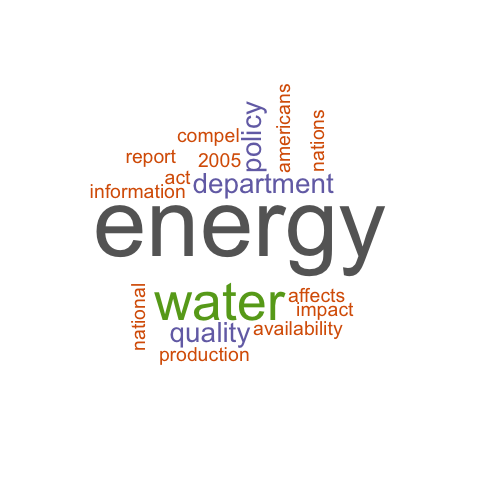 americans
policy
nations
compel
report
2005
act
department
information
energy
national
water
affects
impact
quality
availability
production